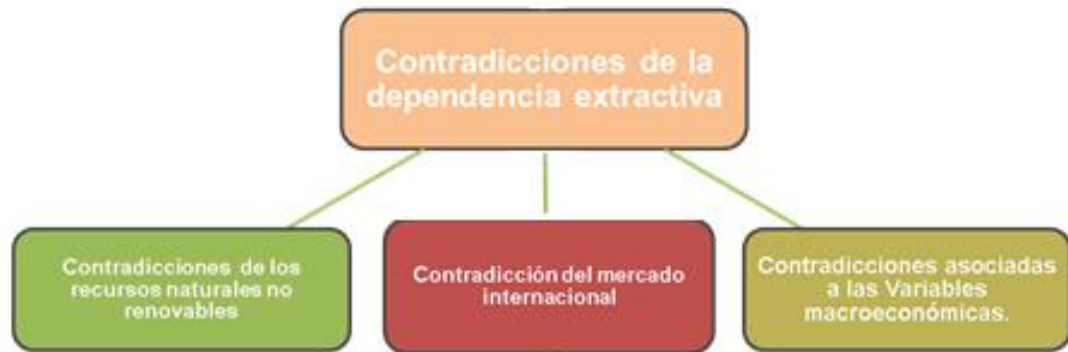 Contradicciones de la
dependencia extractiva
Contradicciones de los
recursos naturales no
renovables
Contradicción del mercado
internacional
Contradicciones asociadas
a las Variables
macroeconómicas.